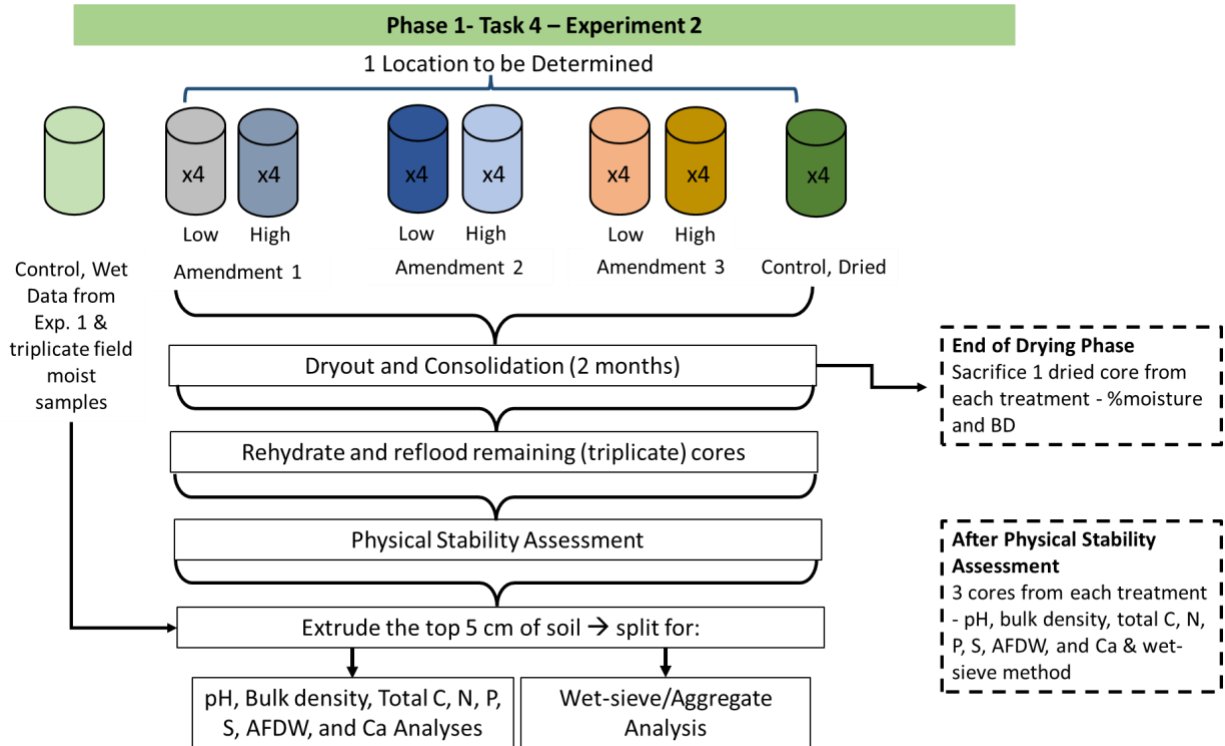 Phase 1- Task 4 – Experiment 2
1 Location to be Determined
x4
x4
x4
x4
x4
x4
x4
Low
High
Low
High
Low
High
Amendment 1
Amendment 2
Amendment 3
Control, Dried
Control, Wet
Data from
Exp. 1 &
triplicate field
moist
samples
Dryout and Consolidation (2 months)
End of Drying Phase
Sacrifice 1 dried core from
each treatment - %moisture
and BD
Rehydrate and reflood remaining (triplicate) cores
Physical Stability Assessment
After Physical Stability
Assessment
3 cores from each treatment
- pH, bulk density, total C, N,
P, S, AFDW, and Ca & wet-
sieve method
Extrude the top 5 cm of soil → split for:
pH, Bulk density, Total C, N, P,
S, AFDW, and Ca Analyses
Wet-sieve/Aggregate
Analysis